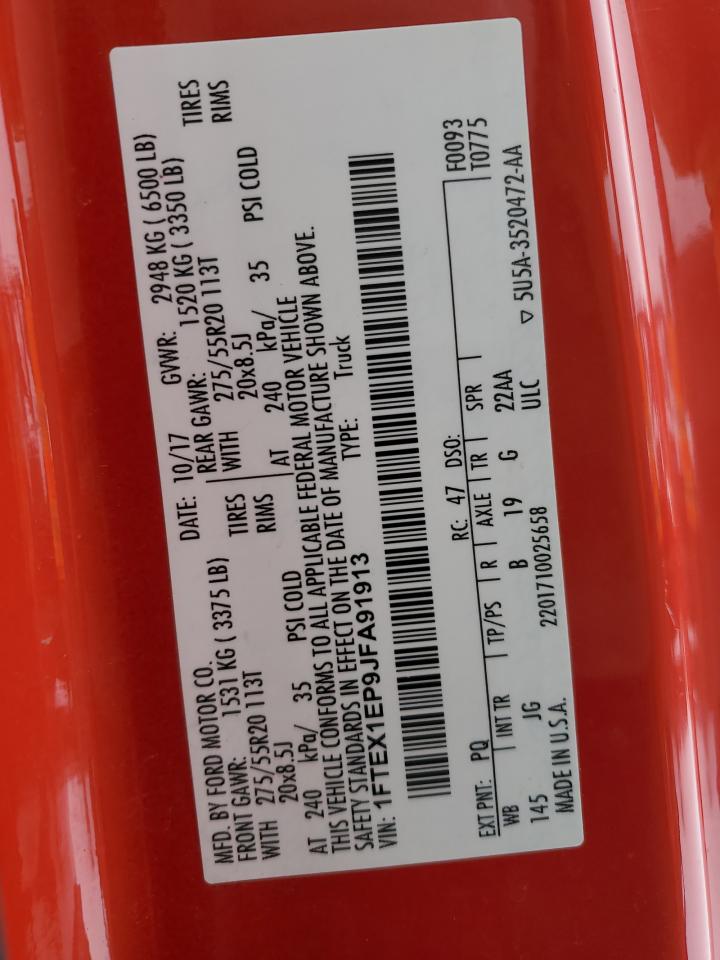 MFD. BY FORD MOTOR CO. DATE: 10/17 GVWR: 2948 KG ( 6500 LB)
FRONT GAWR: 1531 KG ( 3375 LB) REAR GAWR: 1520 KG ( 3350 LB)
WITH 275/55R20 113T TIRES WITH 275/55R20 113T TIRES
20x8.5J RIMS 20x8.5J RIMS
AT 240 kPa/ 35 PSI COLD AT 240 kPa/ 35 PSI COLD
THIS VEHICLE CONFORMS TO ALL APPLICABLE FEDERAL MOTOR VEHICLE
SAFETY STANDARDS IN EFFECT ON THE DATE OF MANUFACTURE SHOWN ABOVE.
VIN: 1FTEX1EP9JFA91913 TYPE: Truck
F0093
EXT PNT: PQ RC: 47 DSO: T0775
WB INT TR TP/PS R AXLE TR SPR
145 JG B 19 G 22AA
MADE IN U.S.A. 2201710025658 ULC ▽ 5U5A-3520472-AA